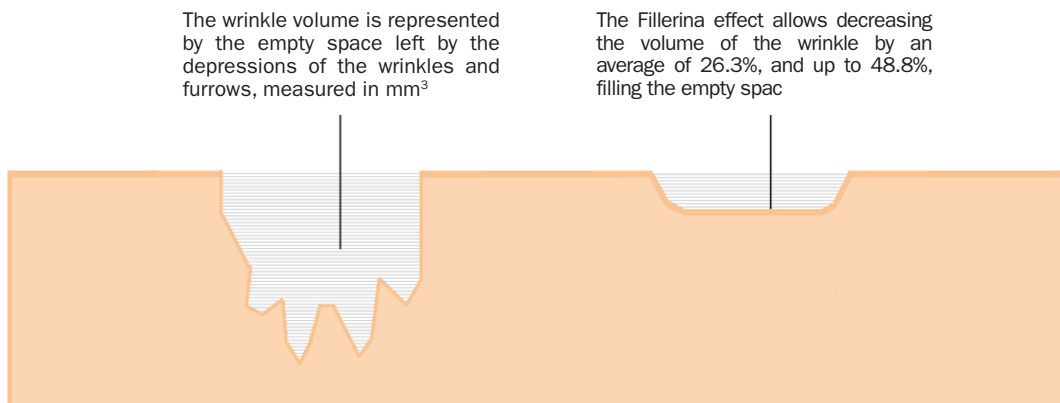 The wrinkle volume is represented
by the empty space left by the
depressions of the wrinkles and
furrows, measured in mm³
The Fillerina effect allows decreasing
the volume of the wrinkle by an
average of 26.3%, and up to 48.8%,
filling the empty spac